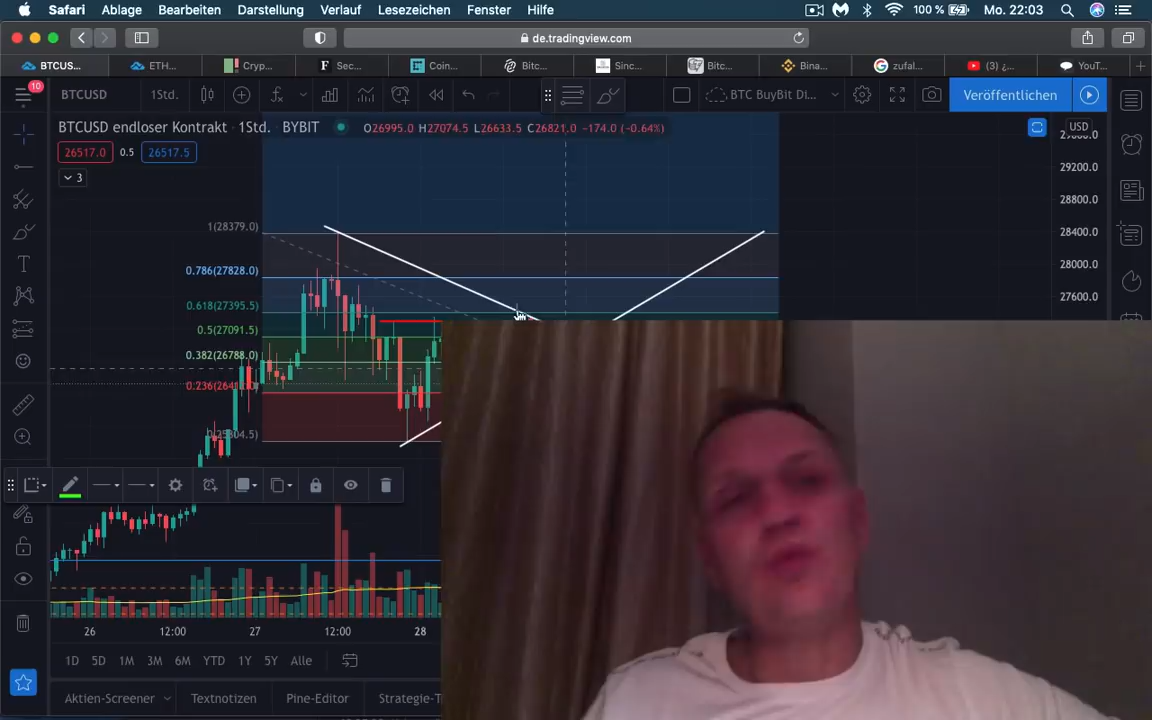 Safari Ablage Bearbeiten Darstellung Verlauf Lesezeichen Fenster Hilfe 100 % Mo. 22:03
de.tradingview.com
BTCUS... ETH... Cryp... Sec... Coin... Bitc... Sinc... Bitc... Bina... zufal... (3) ¿... YouT...
10
BTCUSD 1Std. BTC BuyBit Di... Veröffentlichen
BTCUSD endloser Kontrakt · 1Std. · BYBIT O26995.0 H27074.5 L26633.5 C26821.0 -174.0 (-0.64%)
USD
26517.0 0.5 26517.5
29200.0
3
28800.0
1(28379.0)
28400.0
28000.0
0.786(27828.0)
27600.0
0.618(27395.5)
0.5(27091.5)
0.382(26788.0)
26 12:00 27 12:00 28
1D 5D 1M 3M 6M YTD 1Y 5Y Alle
Aktien-Screener Textnotizen Pine-Editor Strategie-T